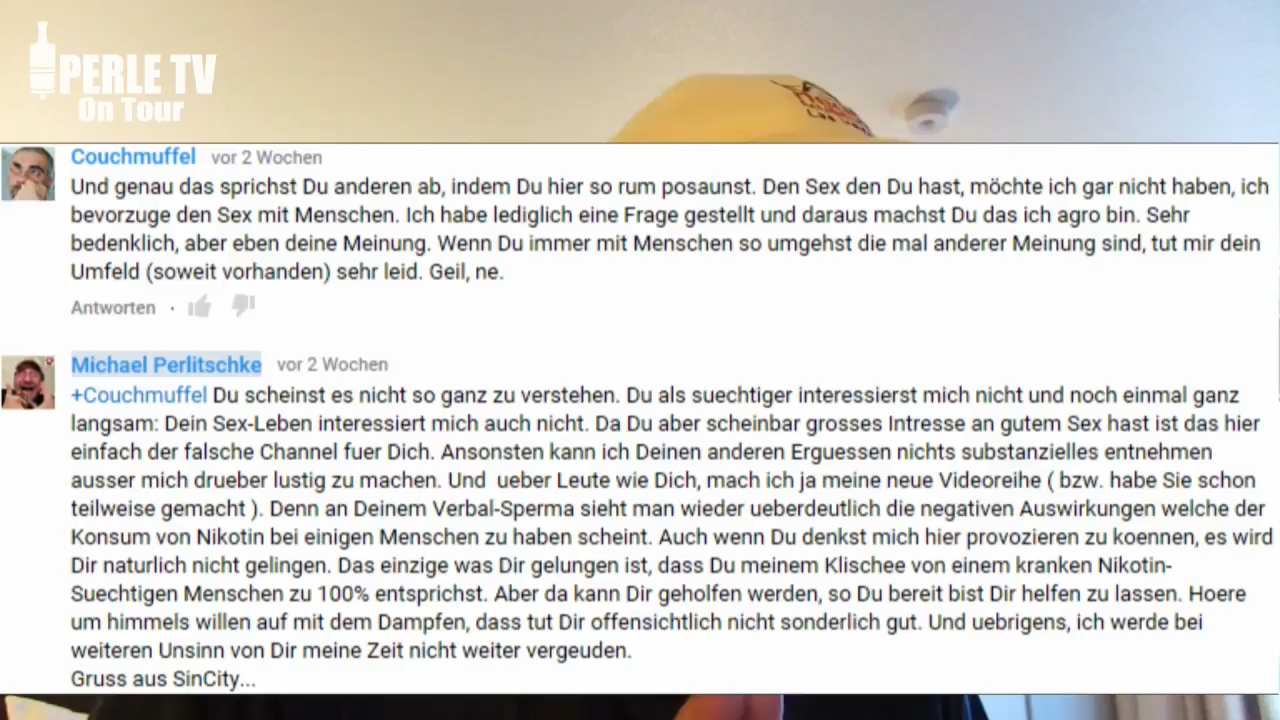 PERLE TV
On Tour
Couchmuffel vor 2 Wochen
Und genau das sprichst Du anderen ab, indem Du hier so rum posaunst. Den Sex den Du hast, möchte ich gar nicht haben, ich
bevorzuge den Sex mit Menschen. Ich habe lediglich eine Frage gestellt und daraus machst Du das ich agro bin. Sehr
bedenklich, aber eben deine Meinung. Wenn Du immer mit Menschen so umgehst die mal anderer Meinung sind, tut mir dein
Umfeld (soweit vorhanden) sehr leid. Geil, ne.
Antworten ·
Michael Perlitschke vor 2 Wochen
+Couchmuffel Du scheinst es nicht so ganz zu verstehen. Du als suechtiger interessierst mich nicht und noch einmal ganz
langsam: Dein Sex-Leben interessiert mich auch nicht. Da Du aber scheinbar grosses Intresse an gutem Sex hast ist das hier
einfach der falsche Channel fuer Dich. Ansonsten kann ich Deinen anderen Erguessen nichts substanzielles entnehmen
ausser mich drueber lustig zu machen. Und ueber Leute wie Dich, mach ich ja meine neue Videoreihe ( bzw. habe Sie schon
teilweise gemacht ). Denn an Deinem Verbal-Sperma sieht man wieder ueberdeutlich die negativen Auswirkungen welche der
Konsum von Nikotin bei einigen Menschen zu haben scheint. Auch wenn Du denkst mich hier provozieren zu koennen, es wird
Dir naturlich nicht gelingen. Das einzige was Dir gelungen ist, dass Du meinem Klischee von einem kranken Nikotin-
Suechtigen Menschen zu 100% entsprichst. Aber da kann Dir geholfen werden, so Du bereit bist Dir helfen zu lassen. Hoere
um himmels willen auf mit dem Dampfen, dass tut Dir offensichtlich nicht sonderlich gut. Und uebrigens, ich werde bei
weiteren Unsinn von Dir meine Zeit nicht weiter vergeuden.
Gruss aus SinCity...